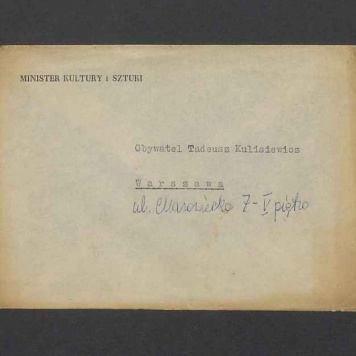 MINISTER KULTURY i SZTUKI
Obywatel Tadeusz Kulisiewicz
Warszawa
ul. 7 - V piętro